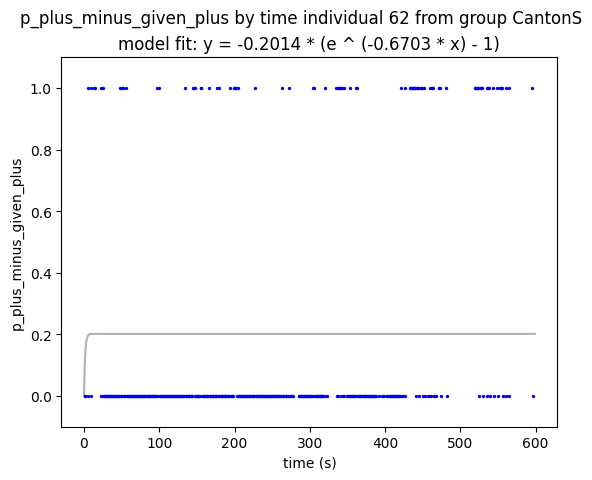 p_plus_minus_given_plus by time individual 62 from group CantonS
model fit: y = -0.2014 * (e ^ (-0.6703 * x) - 1)
p_plus_minus_given_plus
1.0
0.8
0.6
0.4
0.2
0.0
0 100 200 300 400 500 600
time (s)